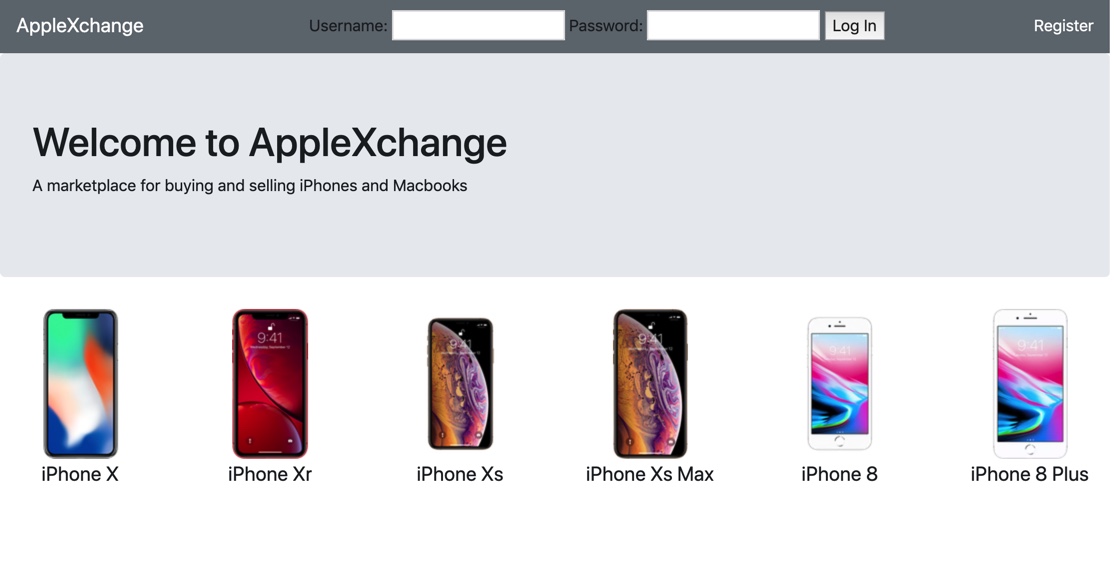 AppleXchange Username: Password: Log In Register
Welcome to AppleXchange
A marketplace for buying and selling iPhones and Macbooks
9:41 9:41 9:41 9:41 9:41
iPhone X iPhone Xr iPhone Xs iPhone Xs Max iPhone 8 iPhone 8 Plus